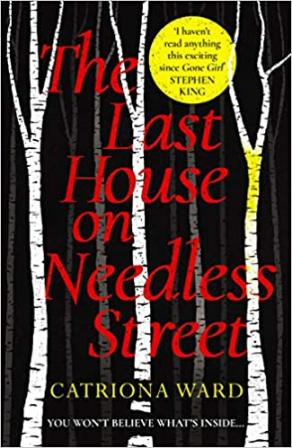 'I haven't
read anything
this exciting
since Gone Girl'
STEPHEN
KING
The
Last
House
on
Needless
Street
CATRIONA WARD
YOU WON'T BELIEVE WHAT'S INSIDE...